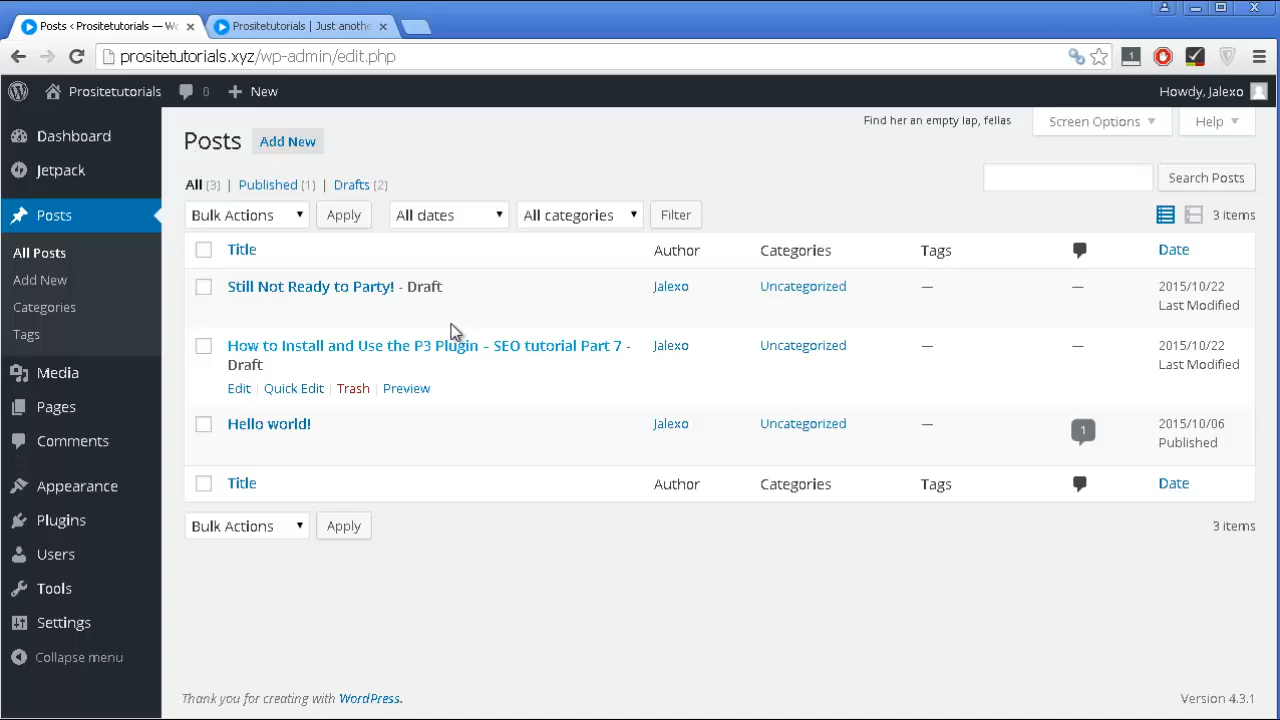 Posts ‹ Prositetutorials — Wo
Prositetutorials | Just anothe
prositetutorials.xyz/wp-admin/edit.php
1
Prositetutorials 0 New Howdy, Jalexo
Find her an empty lap, fellas
Screen Options Help
Dashboard
Jetpack
Posts
All Posts
Add New
Categories
Tags
Media
Pages
Comments
Appearance
Plugins
Users
Tools
Settings
Collapse menu
Posts Add New
All (3) | Published (1) | Drafts (2)
Search Posts
Bulk Actions Apply All dates All categories Filter 3 items
Title Author Categories Tags Date
Still Not Ready to Party! - Draft Jalexo Uncategorized — — 2015/10/22
Last Modified
How to Install and Use the P3 Plugin – SEO tutorial Part 7 - Jalexo Uncategorized — — 2015/10/22
Draft Last Modified
Edit | Quick Edit | Trash | Preview
Hello world! Jalexo Uncategorized — 1 2015/10/06
Published
Title Author Categories Tags Date
Bulk Actions Apply 3 items
Thank you for creating with WordPress. Version 4.3.1